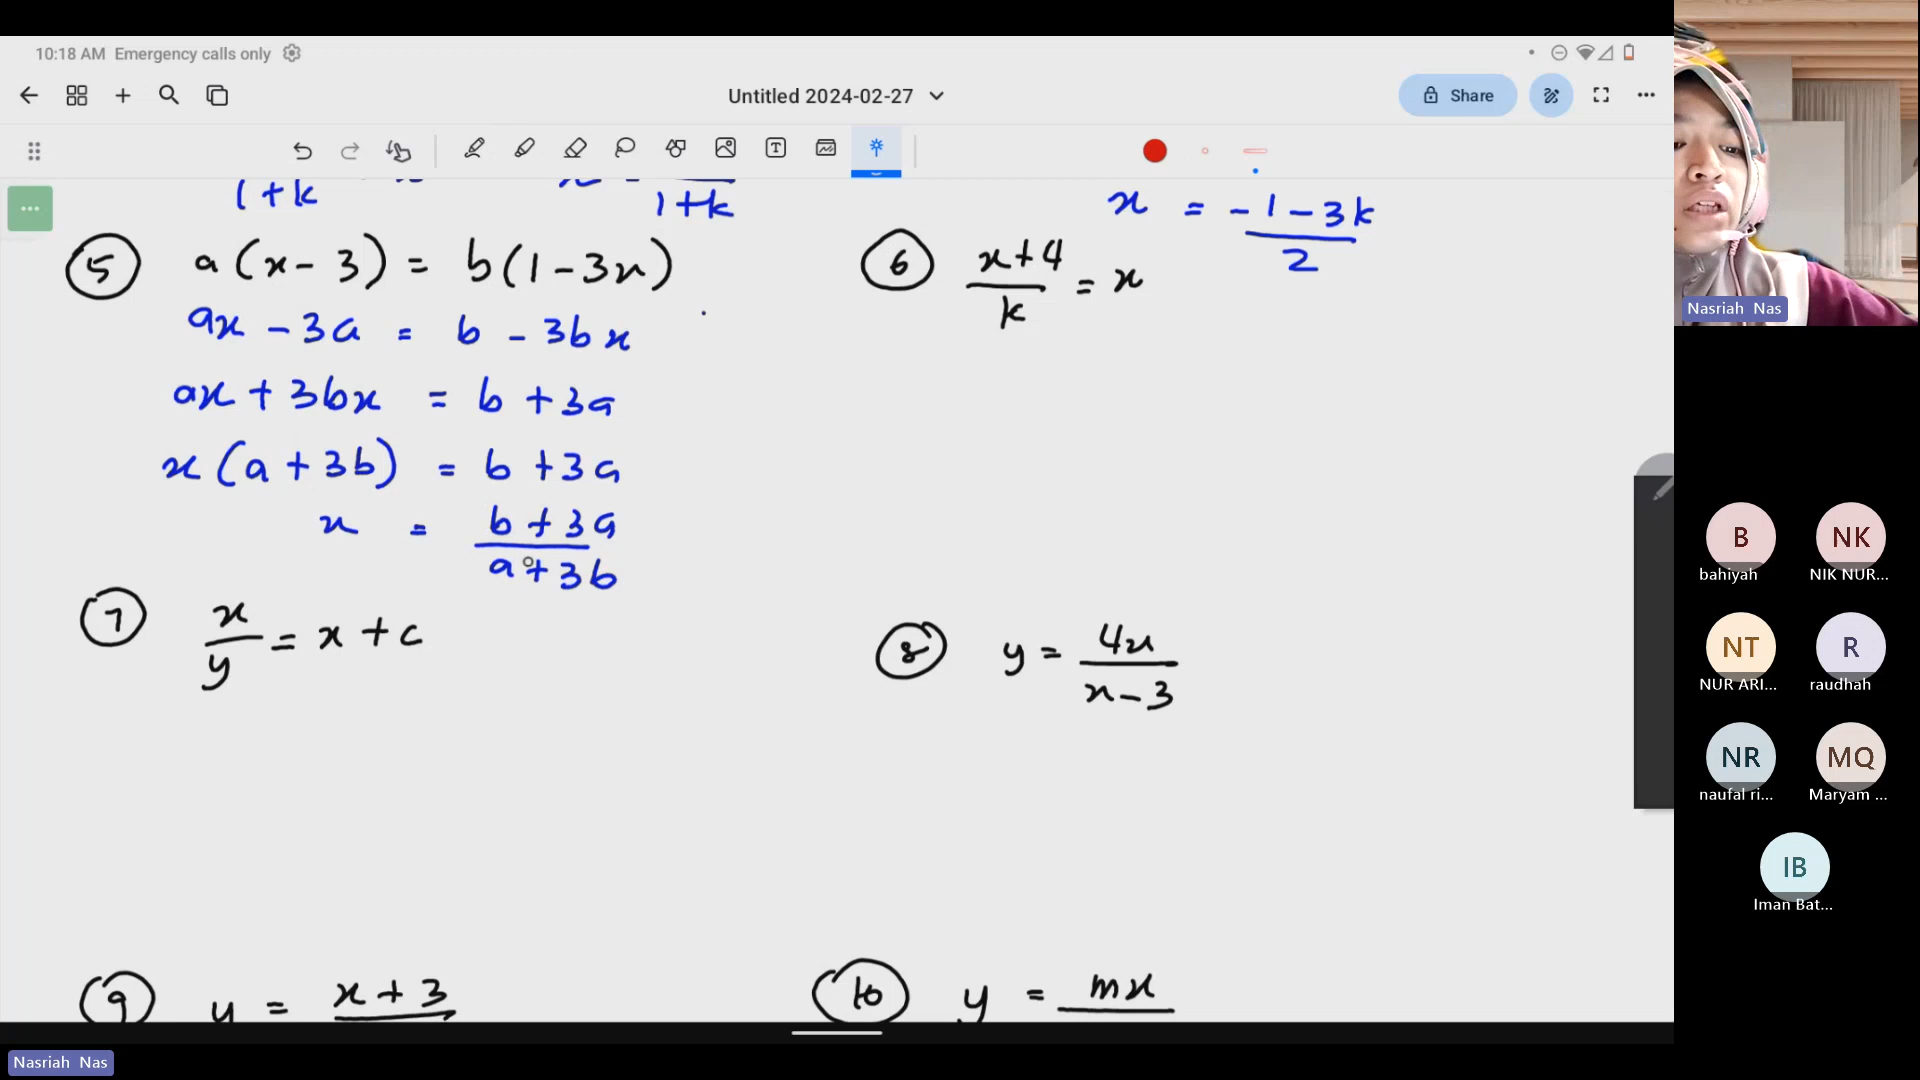 10:18 AM Emergency calls only
Untitled 2024-02-27
Share
1+k
1+k
x = -1-3k
2
5 a(x-3) = b(1-3x)
ax - 3a = b - 3bx
ax + 3bx = b + 3a
x(a+3b) = b + 3a
x = b + 3a
a + 3b
6 x+4
k = x
7 x
y = x + c
8 y = 4x
x-3
9 y = x + 3
10 y = mx
Nasriah Nas
B
bahiyah
NK
NIK NUR...
NT
NUR ARI...
R
raudhah
NR
naufal ri...
MQ
Maryam ...
IB
Iman Bat...
Nasriah Nas